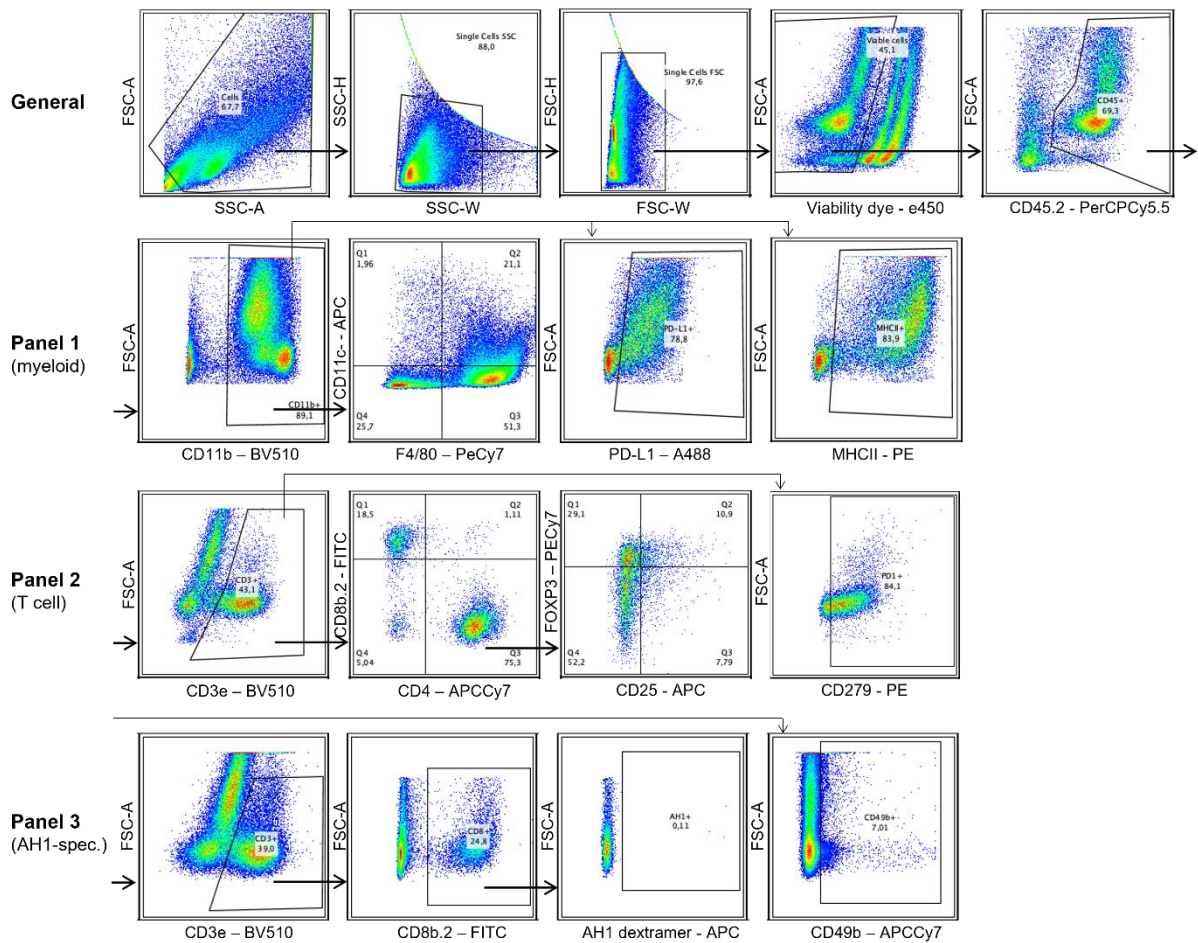 General
FSC-A
Cells
67,7
SSC-A
SSC-H
Single Cells SSC
88,0
SSC-W
FSC-H
Single Cells FSC
97,6
FSC-W
FSC-A
Viable cells
45,1
Viability dye - e450
FSC-A
CD45+
69,3
CD45.2 - PerCPCy5.5
Panel 1
(myeloid)
FSC-A
CD11b+
89,1
CD11b – BV510
CD11c- - APC
Q1
1,96
Q2
21,1
Q4
25,7
Q3
51,3
F4/80 – PeCy7
FSC-A
PD-L1+
78,8
PD-L1 – A488
FSC-A
MHCII+
83,9
MHCII - PE
Panel 2
(T cell)
FSC-A
CD3+
43,1
CD3e – BV510
CD8b.2 - FITC
Q1
18,5
Q2
1,11
Q4
5,04
Q3
75,3
CD4 – APCCy7
FOXP3 – PECy7
Q1
29,1
Q2
10,9
Q4
52,2
Q3
7,79
CD25 - APC
FSC-A
PD1+
84,1
CD279 - PE
Panel 3
(AH1-spec.)
FSC-A
CD3+
39,0
CD3e – BV510
FSC-A
CD8+
24,8
CD8b.2 – FITC
FSC-A
AH1+
0,11
AH1 dextramer - APC
FSC-A
CD49b+
7,01
CD49b – APCCy7